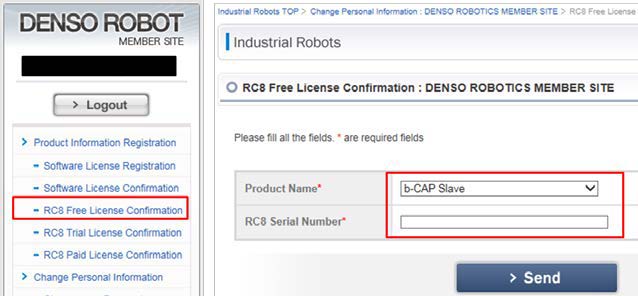 DENSO ROBOT
MEMBER SITE
> Logout
Product Information Registration
Software License Registration
Software License Confirmation
RC8 Free License Confirmation
RC8 Trial License Confirmation
RC8 Paid License Confirmation
Change Personal Information
Industrial Robots TOP > Change Personal Information : DENSO ROBOTICS MEMBER SITE > RC8 Free License
Industrial Robots
RC8 Free License Confirmation : DENSO ROBOTICS MEMBER SITE
Please fill all the fields. * are required fields
Product Name*
b-CAP Slave
RC8 Serial Number*
> Send